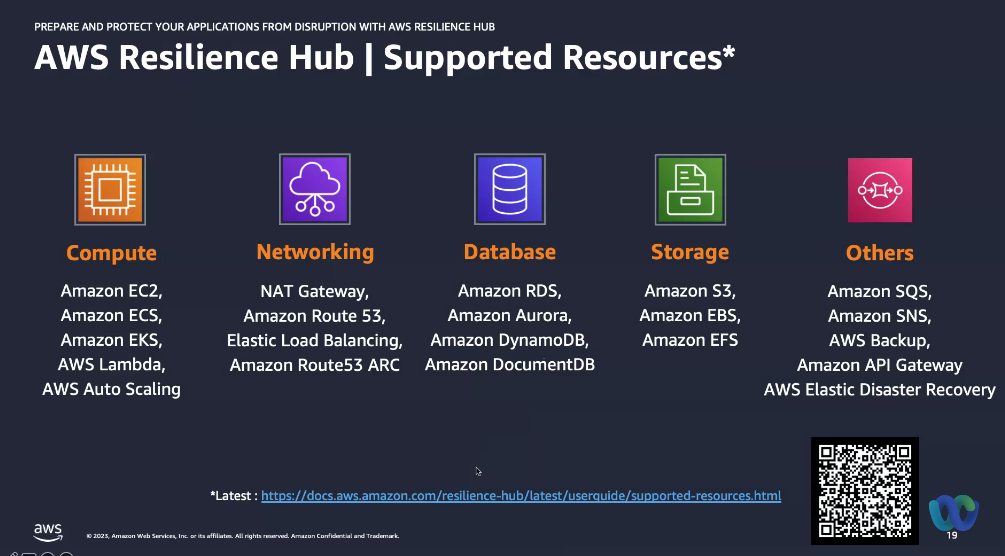 PREPARE AND PROTECT YOUR APPLICATIONS FROM DISRUPTION WITH AWS RESILIENCE HUB
AWS Resilience Hub | Supported Resources*
Compute
Amazon EC2,
Amazon ECS,
Amazon EKS,
AWS Lambda,
AWS Auto Scaling
Networking
NAT Gateway,
Amazon Route 53,
Elastic Load Balancing,
Amazon Route53 ARC
Database
Amazon RDS,
Amazon Aurora,
Amazon DynamoDB,
Amazon DocumentDB
Storage
Amazon S3,
Amazon EBS,
Amazon EFS
Others
Amazon SQS,
Amazon SNS,
AWS Backup,
Amazon API Gateway
AWS Elastic Disaster Recovery
*Latest : https://docs.aws.amazon.com/resilience-hub/latest/userguide/supported-resources.html
aws
© 2023, Amazon Web Services, Inc. or its affiliates. All rights reserved. Amazon Confidential and Trademark.
19